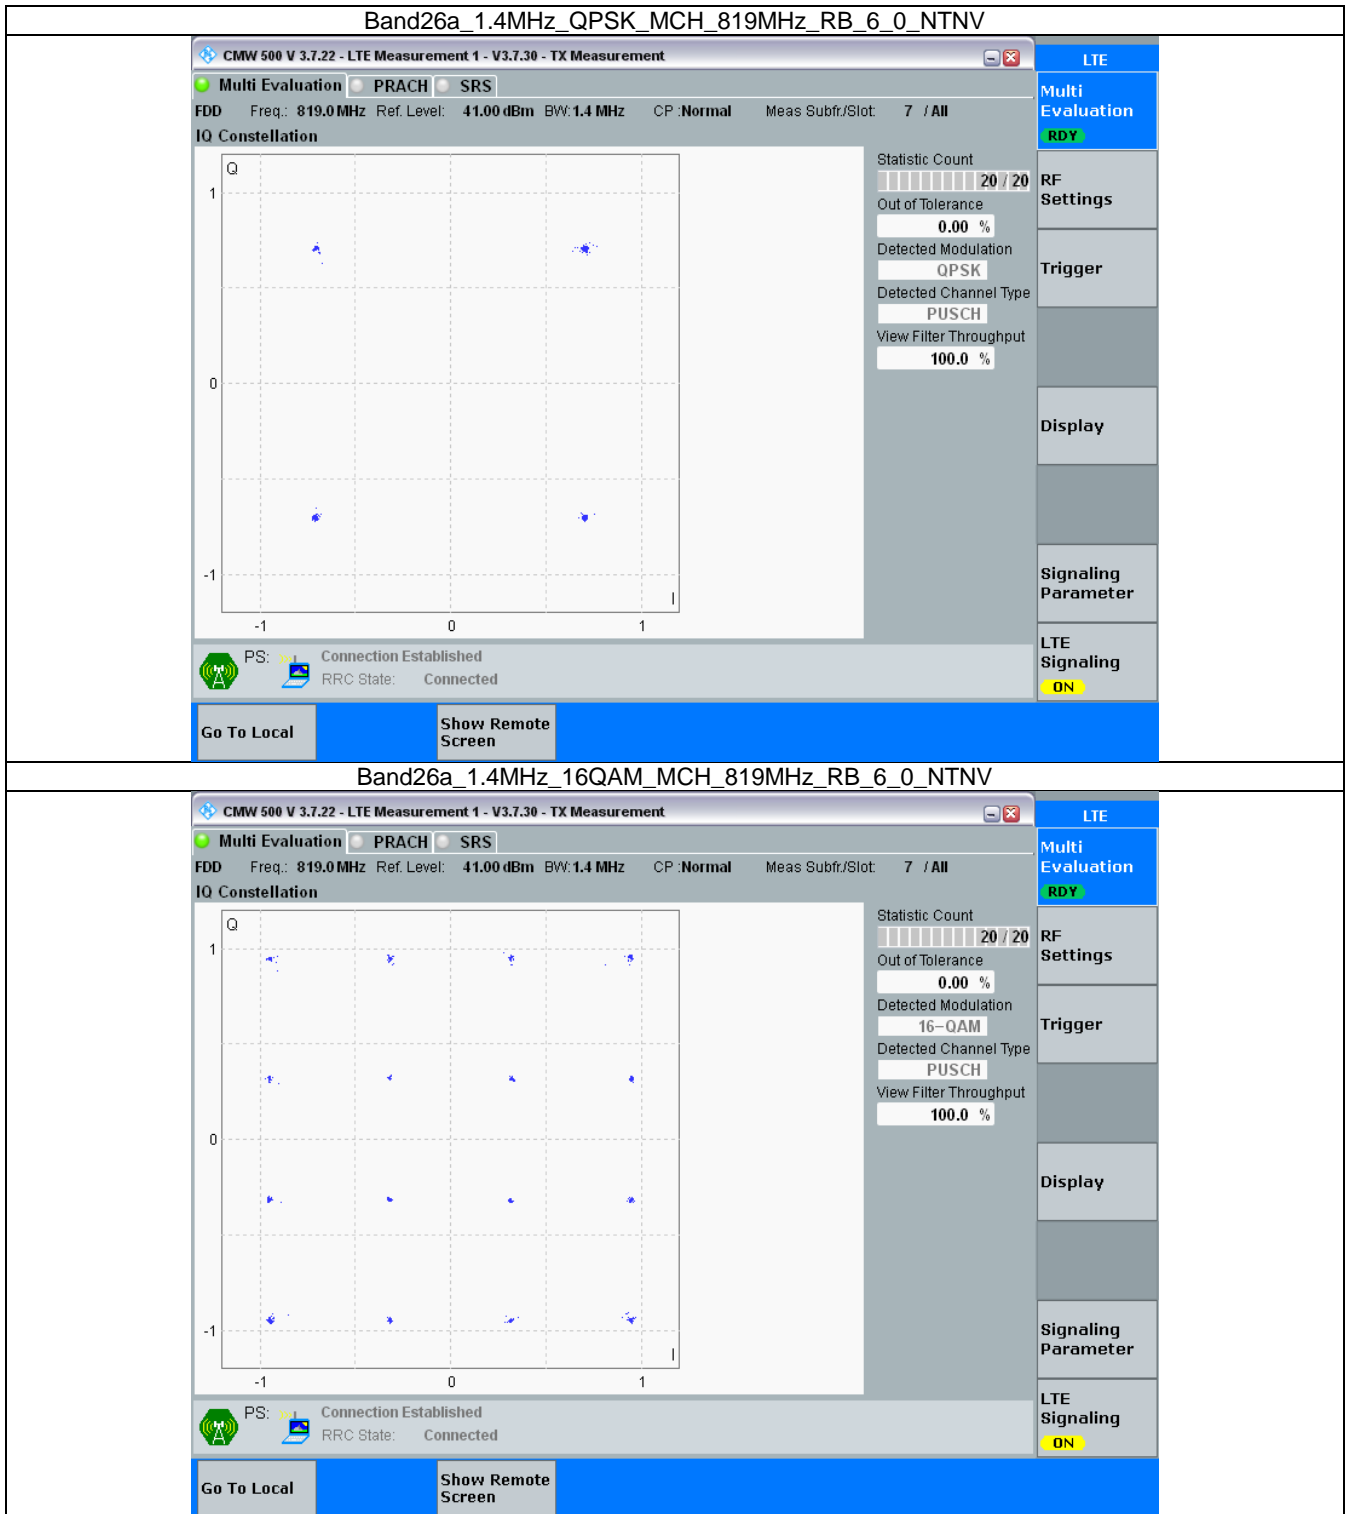 Band26a_1.4MHz_QPSK_MCH_819MHz_RB_6_0_NTNV
CMW 500 V 3.7.22 - LTE Measurement 1 - V3.7.30 - TX Measurement
LTE
Multi Evaluation PRACH SRS
Multi
Evaluation
RDY
FDD Freq.: 819.0 MHz Ref. Level: 41.00 dBm BW: 1.4 MHz CP : Normal Meas Subfr./Slot: 7 / All
IQ Constellation
Q
1
0
-1
I
-1 0 1
Statistic Count
20 / 20
Out of Tolerance
0.00 %
Detected Modulation
QPSK
Detected Channel Type
PUSCH
View Filter Throughput
100.0 %
RF
Settings
Trigger
Display
Signaling
Parameter
LTE
Signaling
ON
PS: Connection Established
RRC State: Connected
Go To Local
Show Remote
Screen
Band26a_1.4MHz_16QAM_MCH_819MHz_RB_6_0_NTNV
CMW 500 V 3.7.22 - LTE Measurement 1 - V3.7.30 - TX Measurement
LTE
Multi Evaluation PRACH SRS
Multi
Evaluation
RDY
FDD Freq.: 819.0 MHz Ref. Level: 41.00 dBm BW: 1.4 MHz CP : Normal Meas Subfr./Slot: 7 / All
IQ Constellation
Q
1
0
-1
I
-1 0 1
Statistic Count
20 / 20
Out of Tolerance
0.00 %
Detected Modulation
16-QAM
Detected Channel Type
PUSCH
View Filter Throughput
100.0 %
RF
Settings
Trigger
Display
Signaling
Parameter
LTE
Signaling
ON
PS: Connection Established
RRC State: Connected
Go To Local
Show Remote
Screen